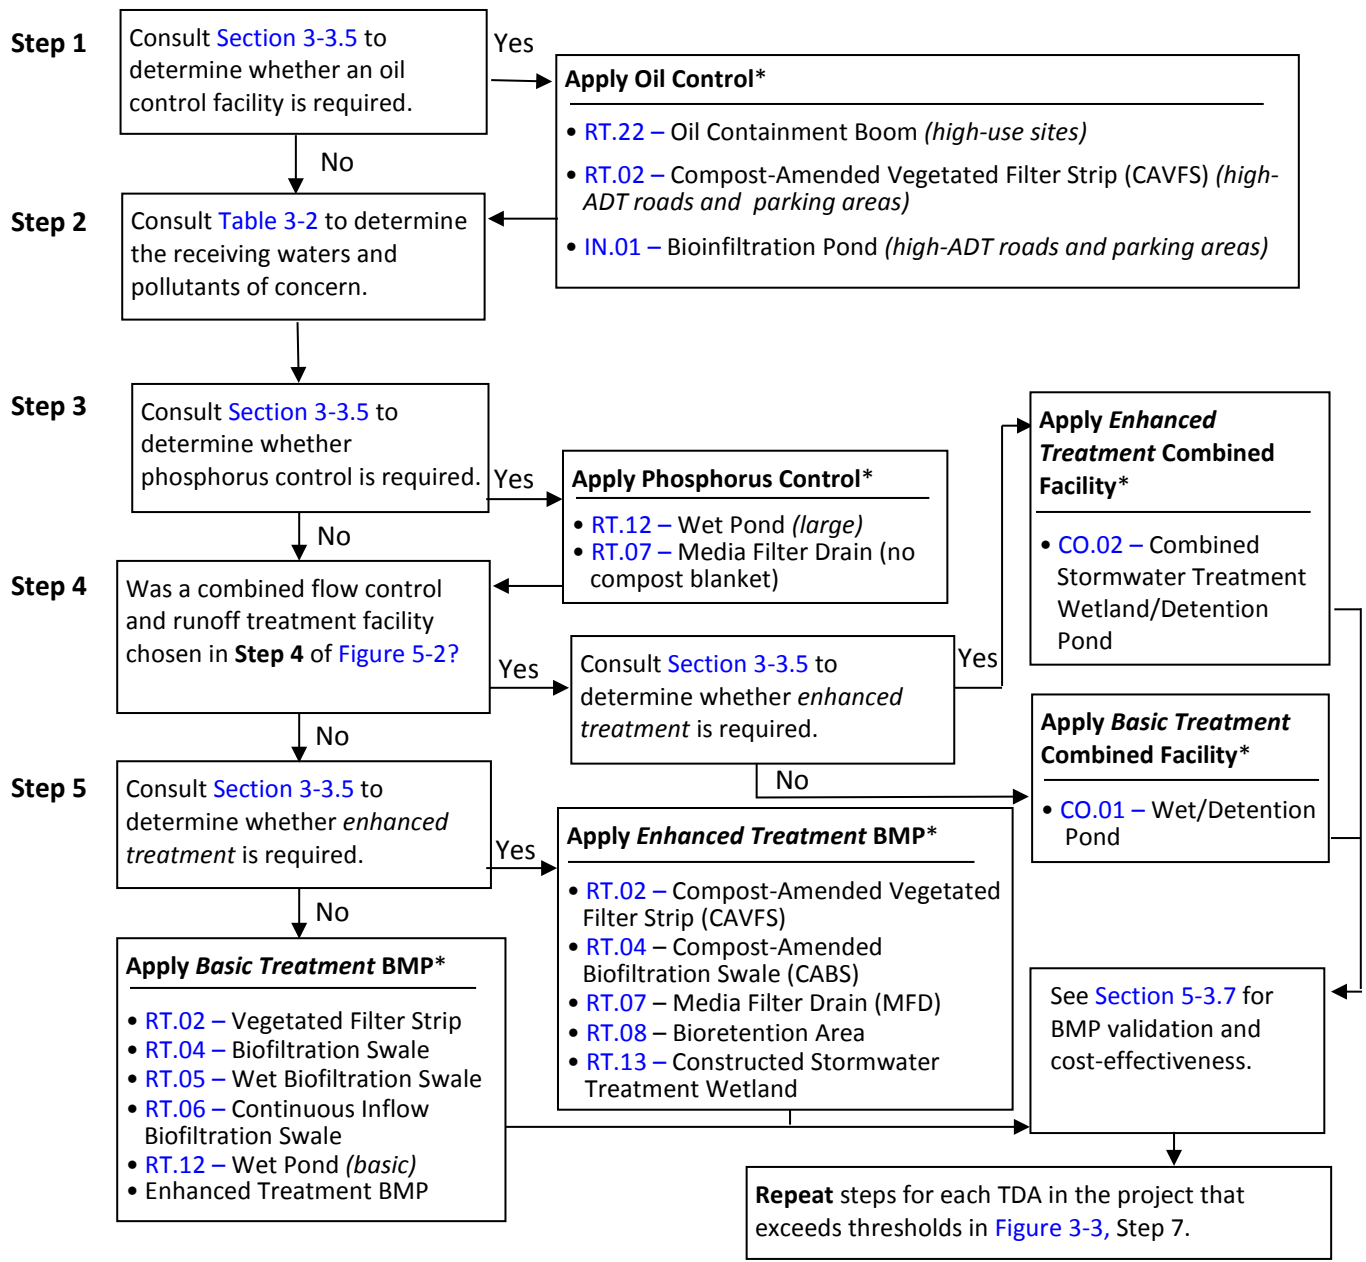 Step 1
Consult Section 3-3.5 to
determine whether an oil
control facility is required.
Yes
No
Apply Oil Control*
• RT.22 – Oil Containment Boom (high-use sites)
• RT.02 – Compost-Amended Vegetated Filter Strip (CAVFS) (high-
ADT roads and parking areas)
• IN.01 – Bioinfiltration Pond (high-ADT roads and parking areas)
Step 2
Consult Table 3-2 to determine
the receiving waters and
pollutants of concern.
Step 3
Consult Section 3-3.5 to
determine whether
phosphorus control is required.
Yes
No
Apply Phosphorus Control*
• RT.12 – Wet Pond (large)
• RT.07 – Media Filter Drain (no
compost blanket)
Step 4
Was a combined flow control
and runoff treatment facility
chosen in Step 4 of Figure 5-2?
Yes
No
Consult Section 3-3.5 to
determine whether enhanced
treatment is required.
Yes
No
Apply Enhanced
Treatment Combined
Facility*
• CO.02 – Combined
Stormwater Treatment
Wetland/Detention
Pond
Apply Basic Treatment
Combined Facility*
• CO.01 – Wet/Detention
Pond
Step 5
Consult Section 3-3.5 to
determine whether enhanced
treatment is required.
Yes
No
Apply Enhanced Treatment BMP*
• RT.02 – Compost-Amended Vegetated
Filter Strip (CAVFS)
• RT.04 – Compost-Amended
Biofiltration Swale (CABS)
• RT.07 – Media Filter Drain (MFD)
• RT.08 – Bioretention Area
• RT.13 – Constructed Stormwater
Treatment Wetland
Apply Basic Treatment BMP*
• RT.02 – Vegetated Filter Strip
• RT.04 – Biofiltration Swale
• RT.05 – Wet Biofiltration Swale
• RT.06 – Continuous Inflow
Biofiltration Swale
• RT.12 – Wet Pond (basic)
• Enhanced Treatment BMP
See Section 5-3.7 for
BMP validation and
cost-effectiveness.
Repeat steps for each TDA in the project that
exceeds thresholds in Figure 3-3, Step 7.